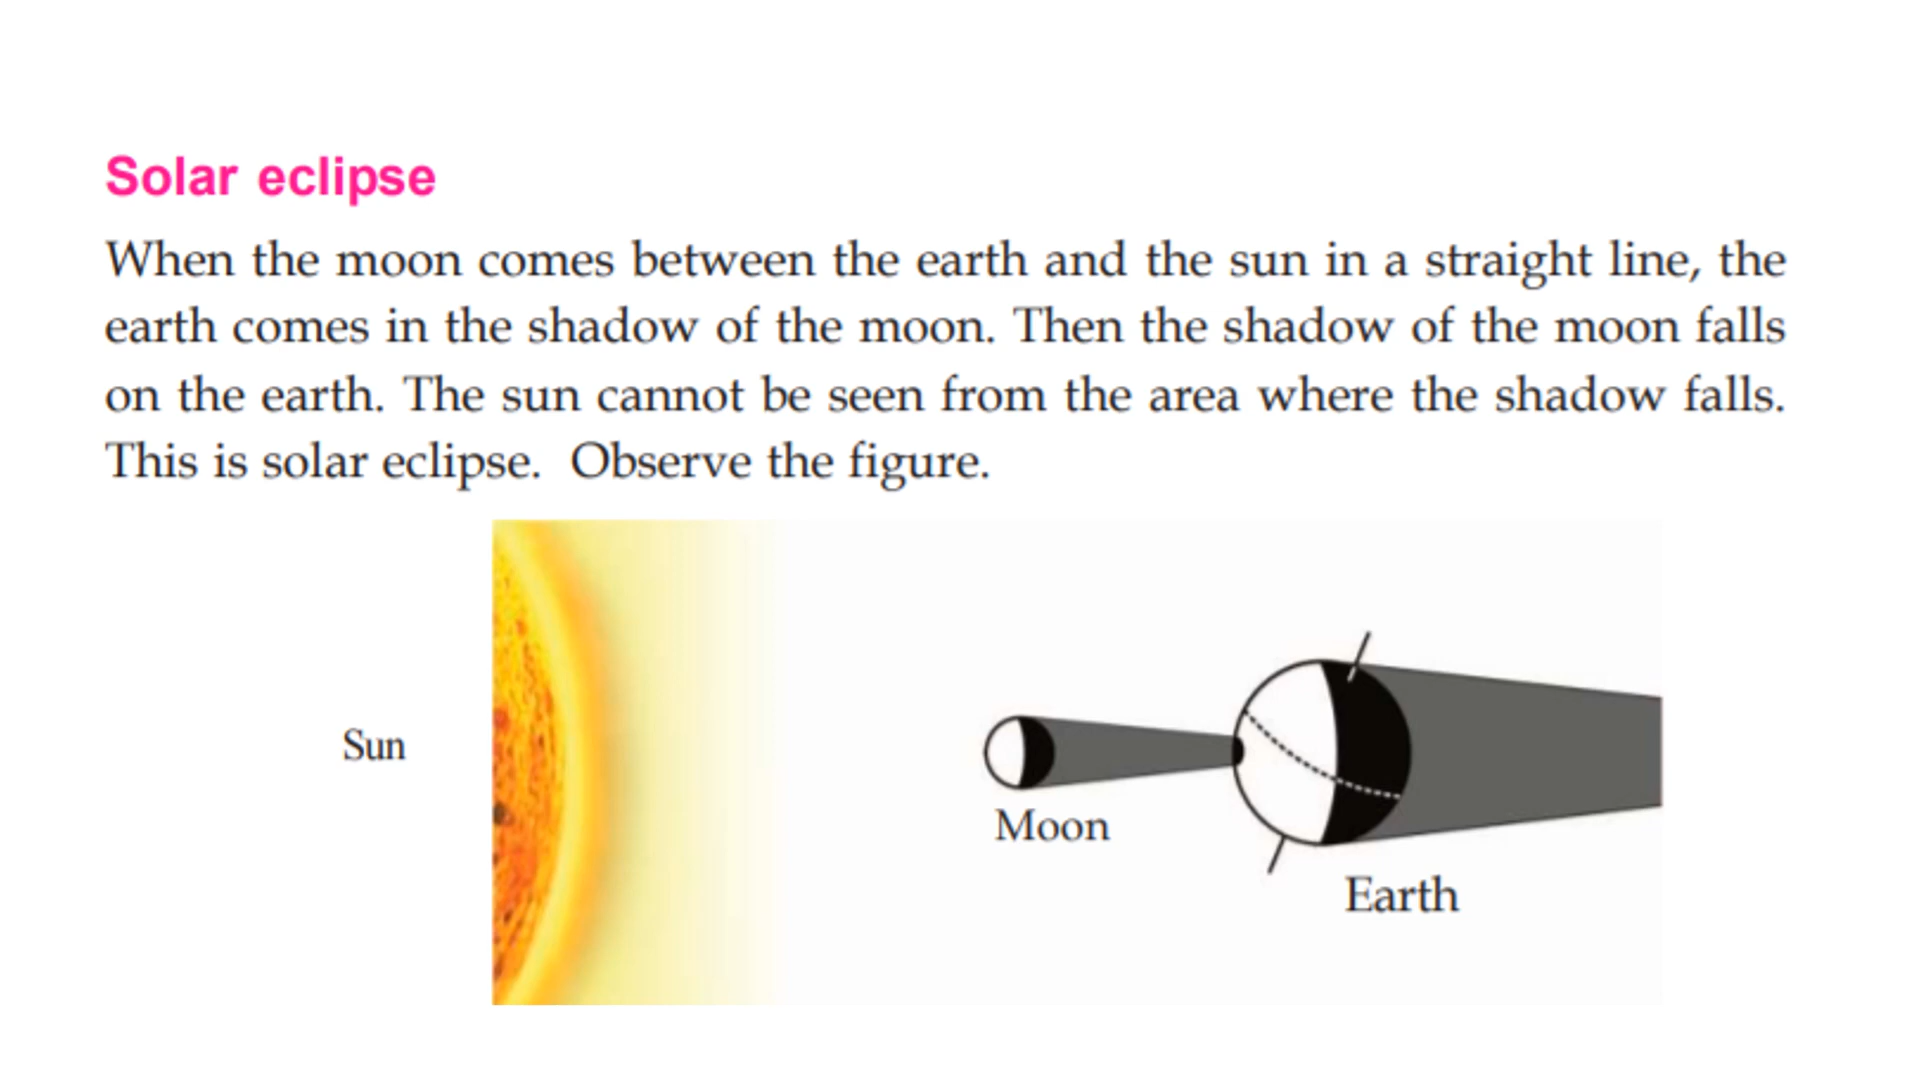 Solar eclipse
When the moon comes between the earth and the sun in a straight line, the
earth comes in the shadow of the moon. Then the shadow of the moon falls
on the earth. The sun cannot be seen from the area where the shadow falls.
This is solar eclipse. Observe the figure.
Sun
Moon
Earth